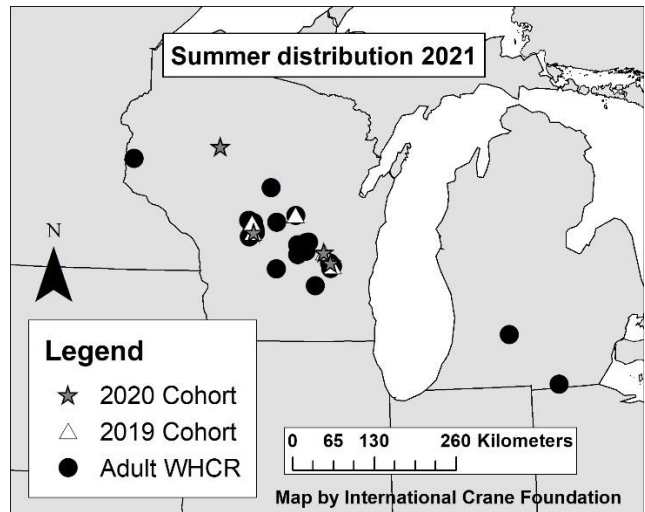 Summer distribution 2021
N
Legend
2020 Cohort
2019 Cohort
Adult WHCR
0 65 130 260 Kilometers
Map by International Crane Foundation